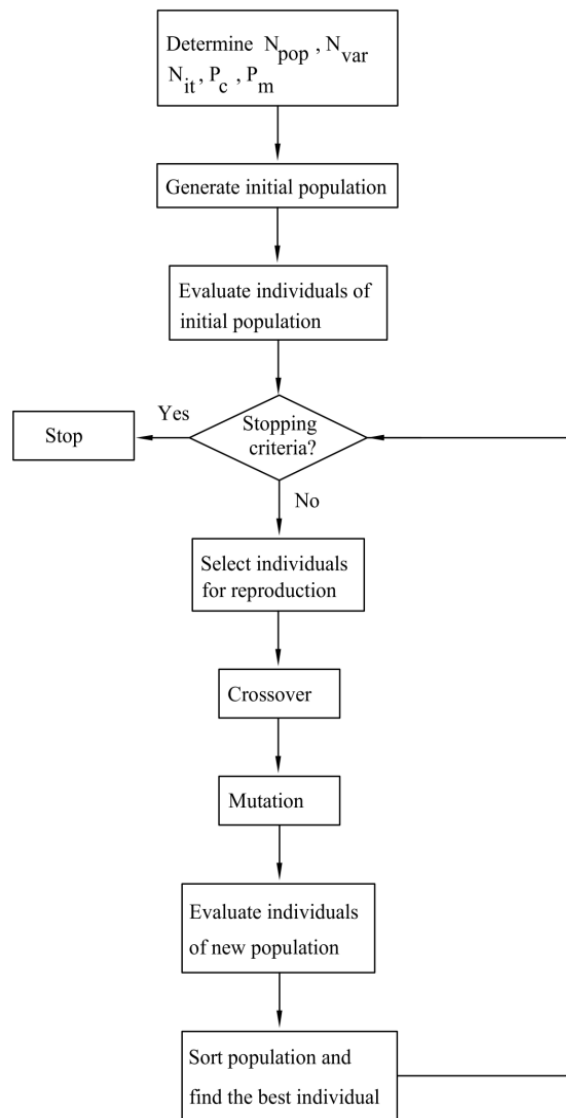 Determine N_pop , N_var
N_it , P_c , P_m
Generate initial population
Evaluate individuals of
initial population
Yes
Stop
Stopping
criteria?
No
Select individuals
for reproduction
Crossover
Mutation
Evaluate individuals
of new population
Sort population and
find the best individual